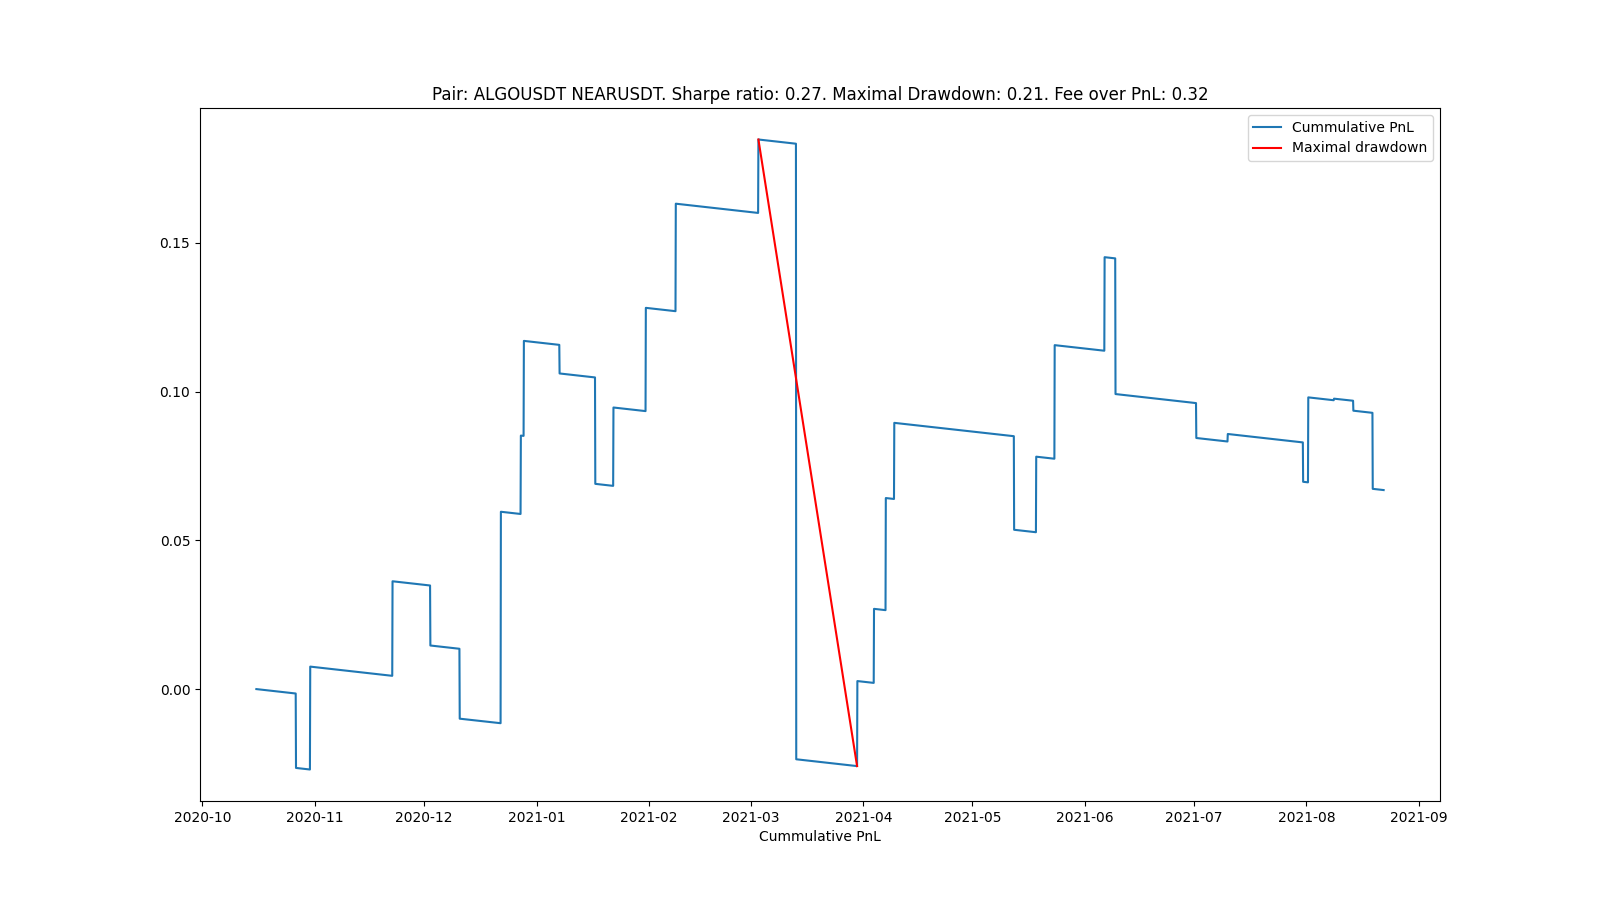 Pair: ALGOUSDT NEARUSDT. Sharpe ratio: 0.27. Maximal Drawdown: 0.21. Fee over PnL: 0.32
Cummulative PnL
Maximal drawdown
0.15
0.10
0.05
0.00
2020-10 2020-11 2020-12 2021-01 2021-02 2021-03 2021-04 2021-05 2021-06 2021-07 2021-08 2021-09
Cummulative PnL